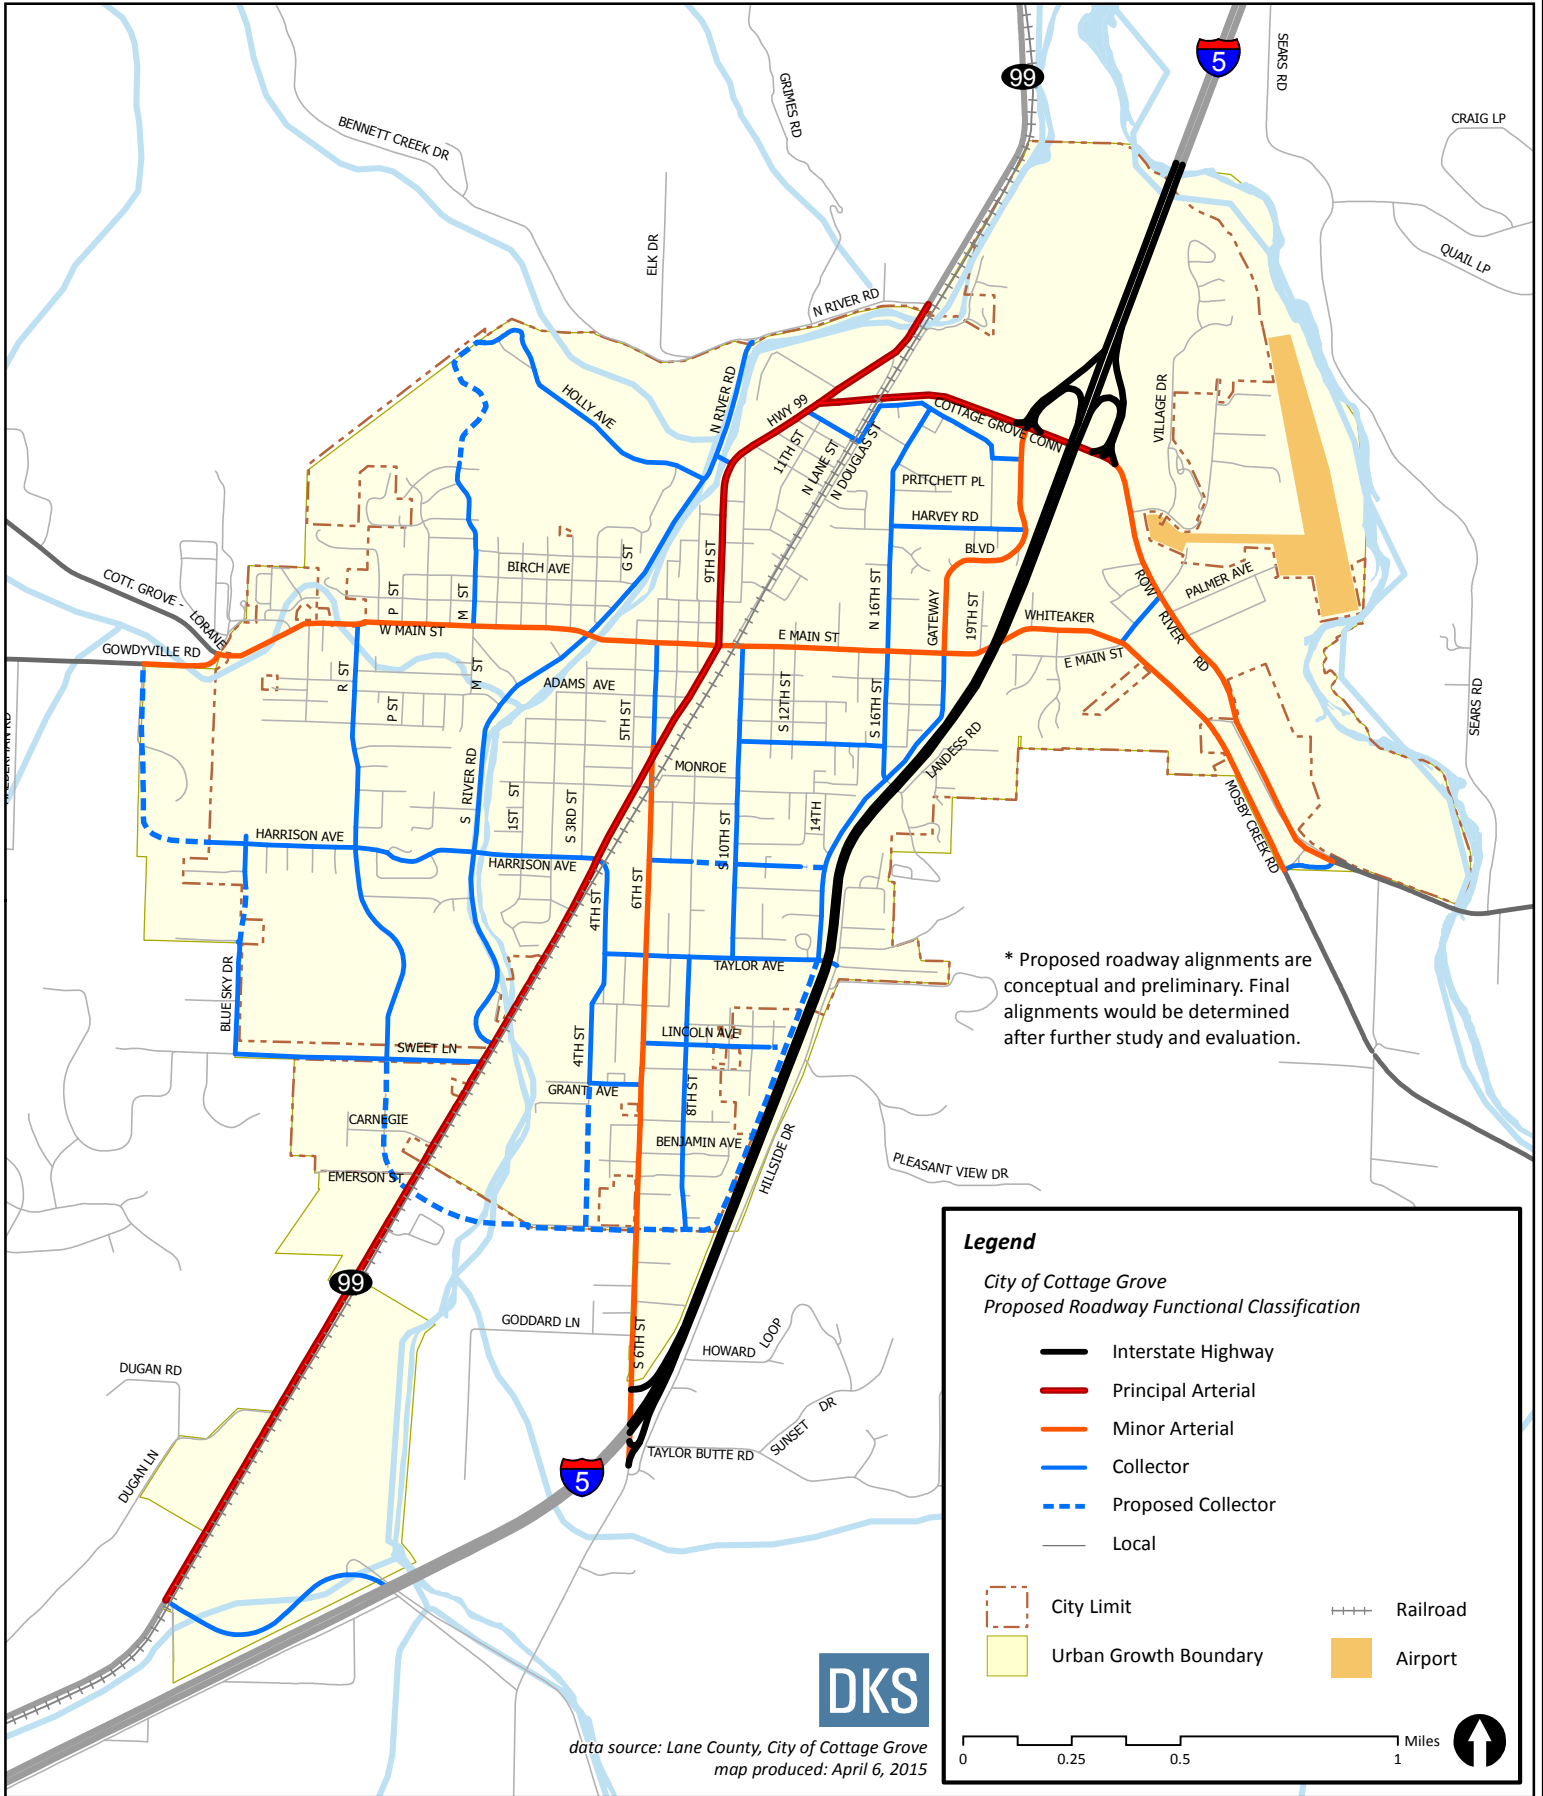 99
5
SEARS RD
GRIMES RD
CRAIG LP
BENNETT CREEK DR
QUAIL LP
ELK DR
N RIVER RD
HOLLY AVE
N RIVER RD
HWY 99
COTTAGE GROVE CONN
VILLAGE DR
11TH ST
N LANE ST
N DOUGLAS ST
PRITCHETT PL
HARVEY RD
BLVD
9TH ST
G ST
BIRCH AVE
P ST
M ST
COTT. GROVE - LORANE
N 16TH ST
GATEWAY
19TH ST
WHITEAKER
ROW RIVER RD
PALMER AVE
W MAIN ST
E MAIN ST
E MAIN ST
GOWDYVILLE RD
R ST
M ST
P ST
ADAMS AVE
5TH ST
S 12TH ST
S 16TH ST
SEARS RD
LANDESS RD
MONROE
S RIVER RD
1ST ST
S 3RD ST
S 10TH ST
14TH
MOSBY CREEK RD
HARRISON AVE
HARRISON AVE
4TH ST
6TH ST
TAYLOR AVE
BLUE SKY DR
* Proposed roadway alignments are
conceptual and preliminary. Final
alignments would be determined
after further study and evaluation.
SWEET LN
4TH ST
LINCOLN AVE
GRANT AVE
8TH ST
CARNEGIE
BENJAMIN AVE
HILLSIDE DR
PLEASANT VIEW DR
EMERSON ST
99
GODDARD LN
S 6TH ST
HOWARD LOOP
DUGAN RD
DUGAN LN
TAYLOR BUTTE RD
SUNSET DR
5
Legend
City of Cottage Grove
Proposed Roadway Functional Classification
Interstate Highway
Principal Arterial
Minor Arterial
Collector
Proposed Collector
Local
City Limit
Railroad
Urban Growth Boundary
Airport
Miles
0 0.25 0.5 1
DKS
data source: Lane County, City of Cottage Grove
map produced: April 6, 2015